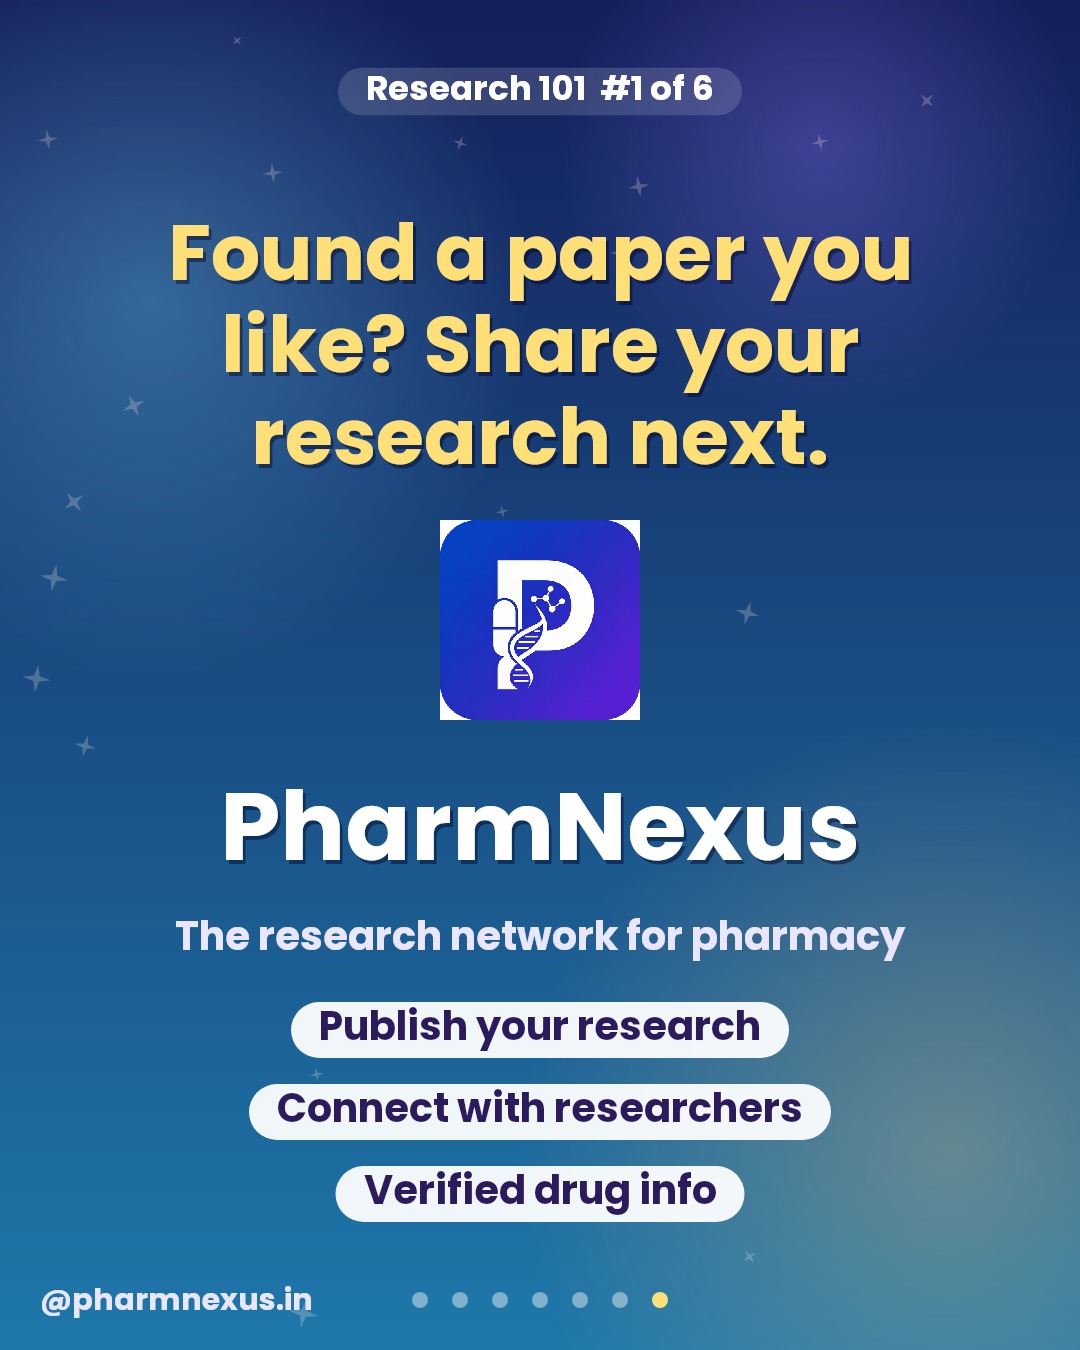 Research 101 #1 of 6
Found a paper you
like? Share your
research next.
PharmNexus
The research network for pharmacy
Publish your research
Connect with researchers
Verified drug info
@pharmnexus.in